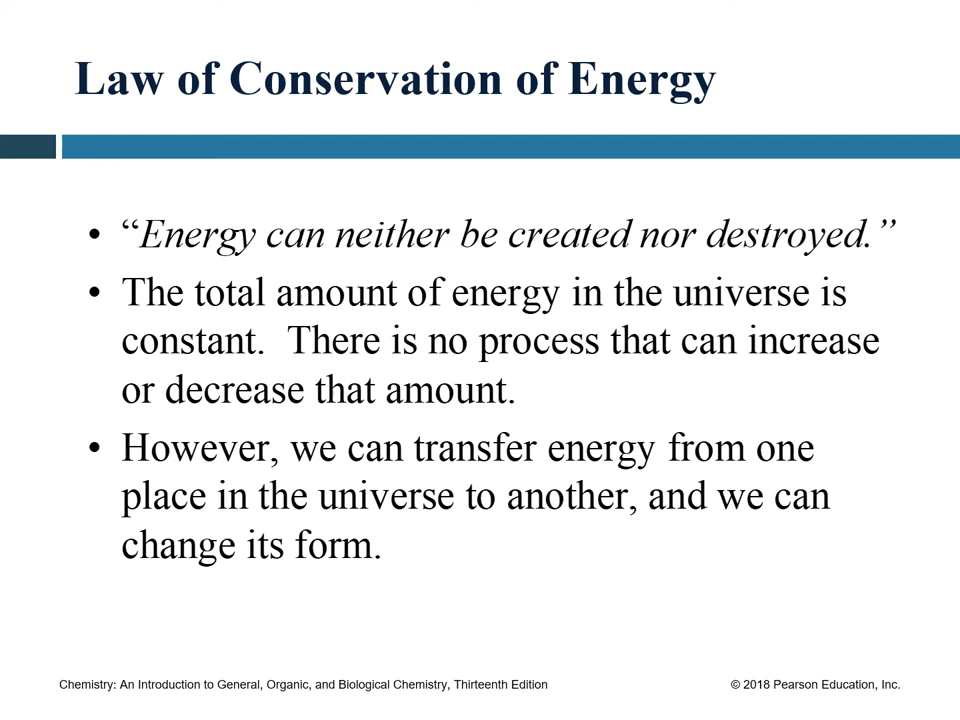 Law of Conservation of Energy
• “Energy can neither be created nor destroyed.”
• The total amount of energy in the universe is
constant.  There is no process that can increase
or decrease that amount.
• However, we can transfer energy from one
place in the universe to another, and we can
change its form.
Chemistry: An Introduction to General, Organic, and Biological Chemistry, Thirteenth Edition
© 2018 Pearson Education, Inc.